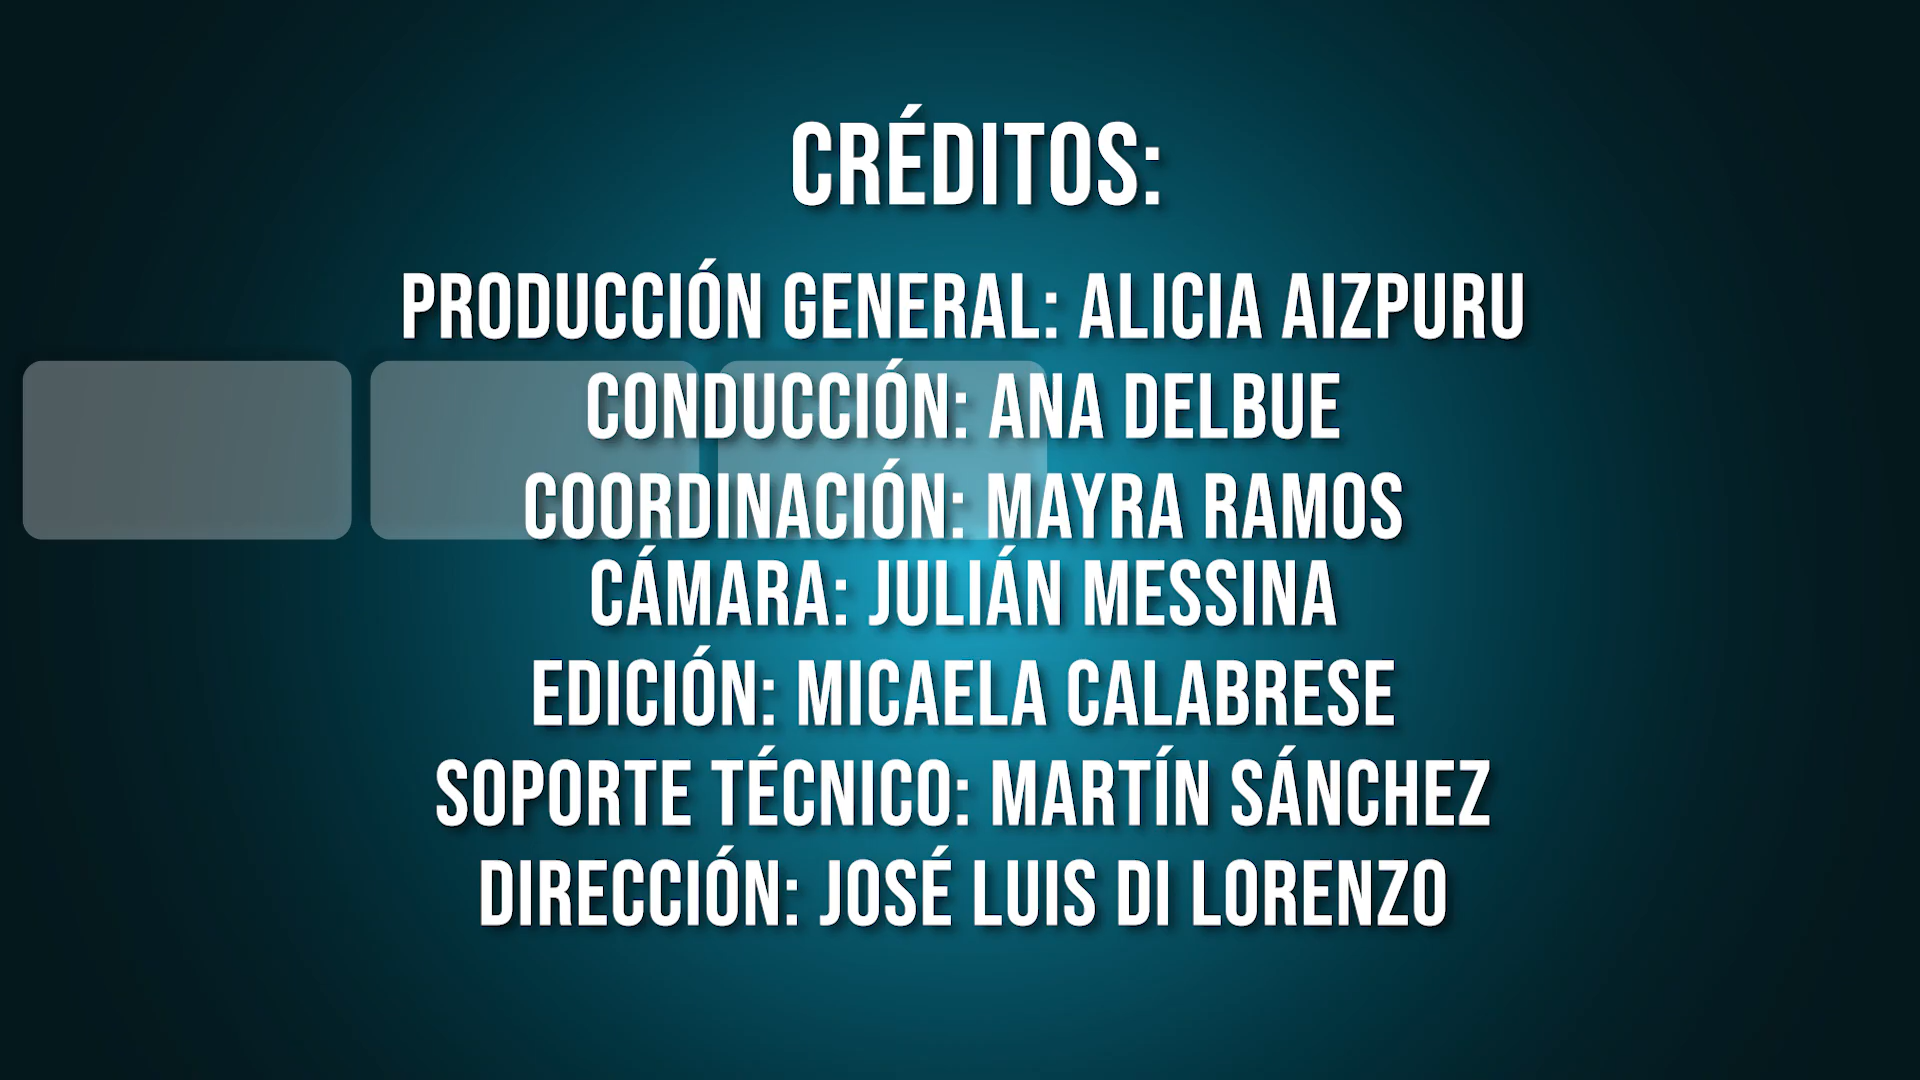 CRÉDITOS:
PRODUCCIÓN GENERAL: ALICIA AIZPURU
CONDUCCIÓN: ANA DELBUE
COORDINACIÓN: MAYRA RAMOS
CÁMARA: JULIÁN MESSINA
EDICIÓN: MICAELA CALABRESE
SOPORTE TÉCNICO: MARTÍN SÁNCHEZ
DIRECCIÓN: JOSÉ LUIS DI LORENZO